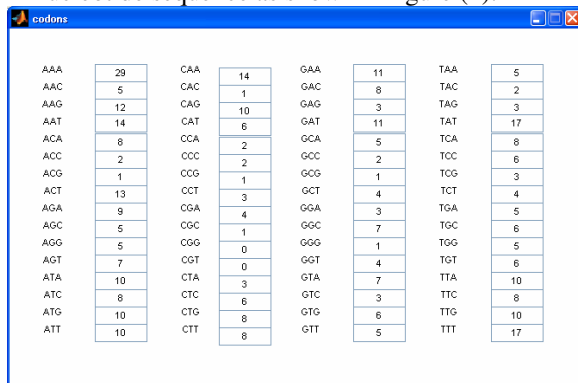 codons
AAA 29 CAA 14 GAA 11 TAA 5
AAC 5 CAC 1 GAC 8 TAC 2
AAG 12 CAG 10 GAG 3 TAG 3
AAT 14 CAT 6 GAT 11 TAT 17
ACA 8 CCA 2 GCA 5 TCA 8
ACC 2 CCC 2 GCC 2 TCC 6
ACG 1 CCG 1 GCG 1 TCG 3
ACT 13 CCT 3 GCT 4 TCT 4
AGA 9 CGA 4 GGA 3 TGA 5
AGC 5 CGC 1 GGC 7 TGC 6
AGG 5 CGG 0 GGG 1 TGG 5
AGT 7 CGT 0 GGT 4 TGT 6
ATA 10 CTA 3 GTA 7 TTA 10
ATC 8 CTC 6 GTC 3 TTC 8
ATG 10 CTG 8 GTG 6 TTG 10
ATT 10 CTT 8 GTT 5 TTT 17